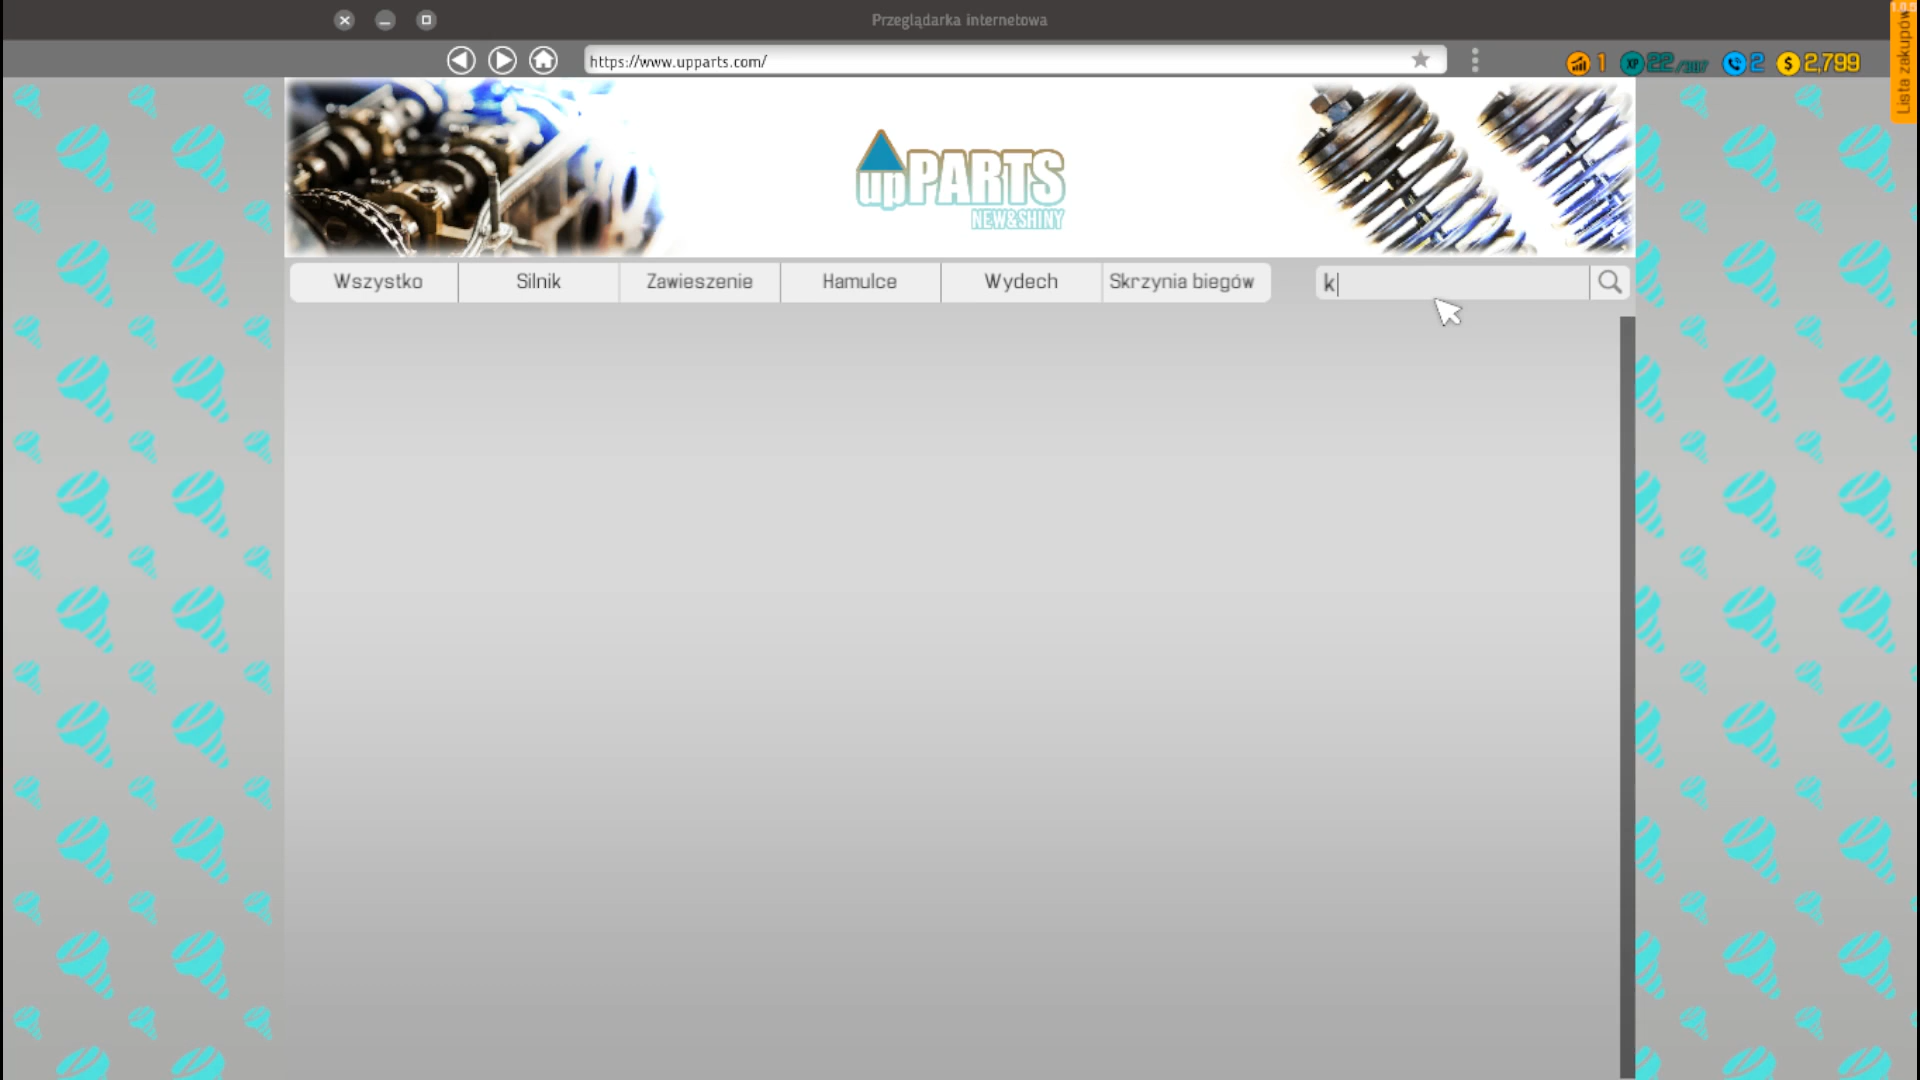 Przeglądarka internetowa
https://www.upparts.com/
1
XP 22
2
$ 2,799
Lista zakupów
upPARTS
NEW&SHINY
Wszystko
Silnik
Zawieszenie
Hamulce
Wydech
Skrzynia biegów
k